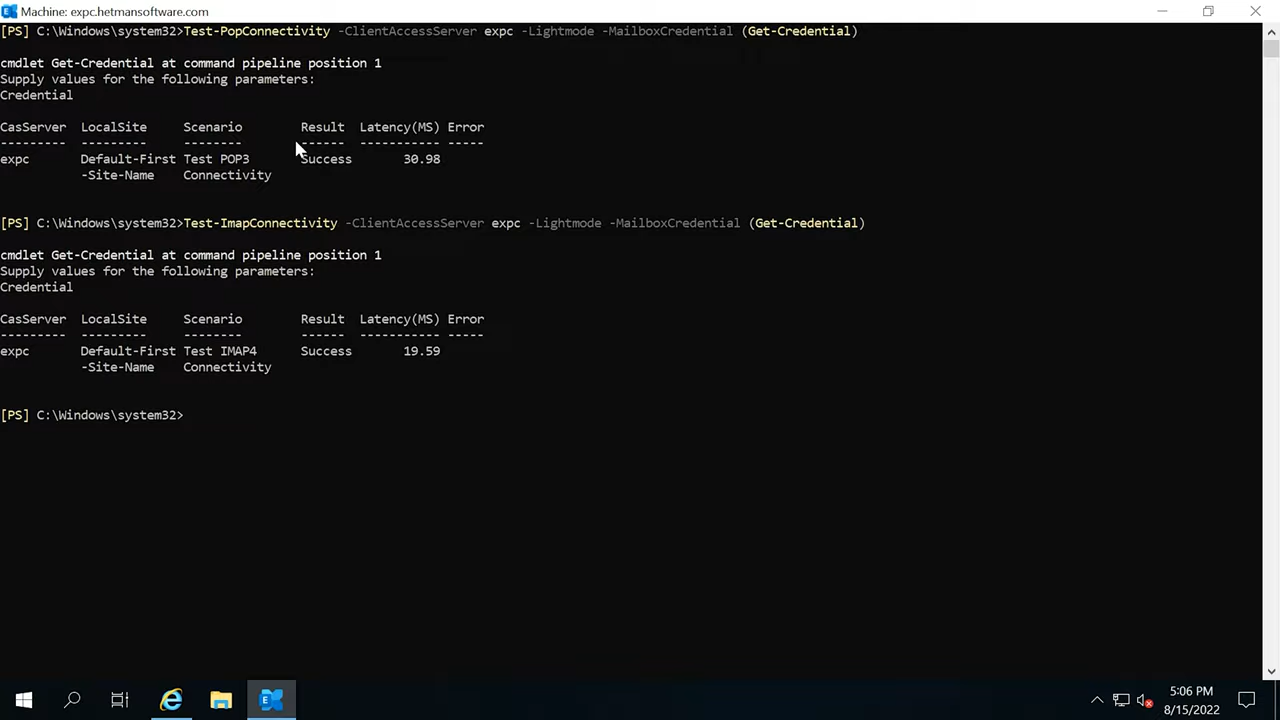 Machine: expc.hetmansoftware.com
[PS] C:\Windows\system32>Test-PopConnectivity -ClientAccessServer expc -Lightmode -MailboxCredential (Get-Credential)
cmdlet Get-Credential at command pipeline position 1
Supply values for the following parameters:
Credential
CasServer LocalSite Scenario Result Latency(MS) Error
--------- --------- -------- ------ ----------- -----
expc Default-First Test POP3 Success 30.98
-Site-Name Connectivity
[PS] C:\Windows\system32>Test-ImapConnectivity -ClientAccessServer expc -Lightmode -MailboxCredential (Get-Credential)
cmdlet Get-Credential at command pipeline position 1
Supply values for the following parameters:
Credential
CasServer LocalSite Scenario Result Latency(MS) Error
--------- --------- -------- ------ ----------- -----
expc Default-First Test IMAP4 Success 19.59
-Site-Name Connectivity
[PS] C:\Windows\system32>
5:06 PM
8/15/2022